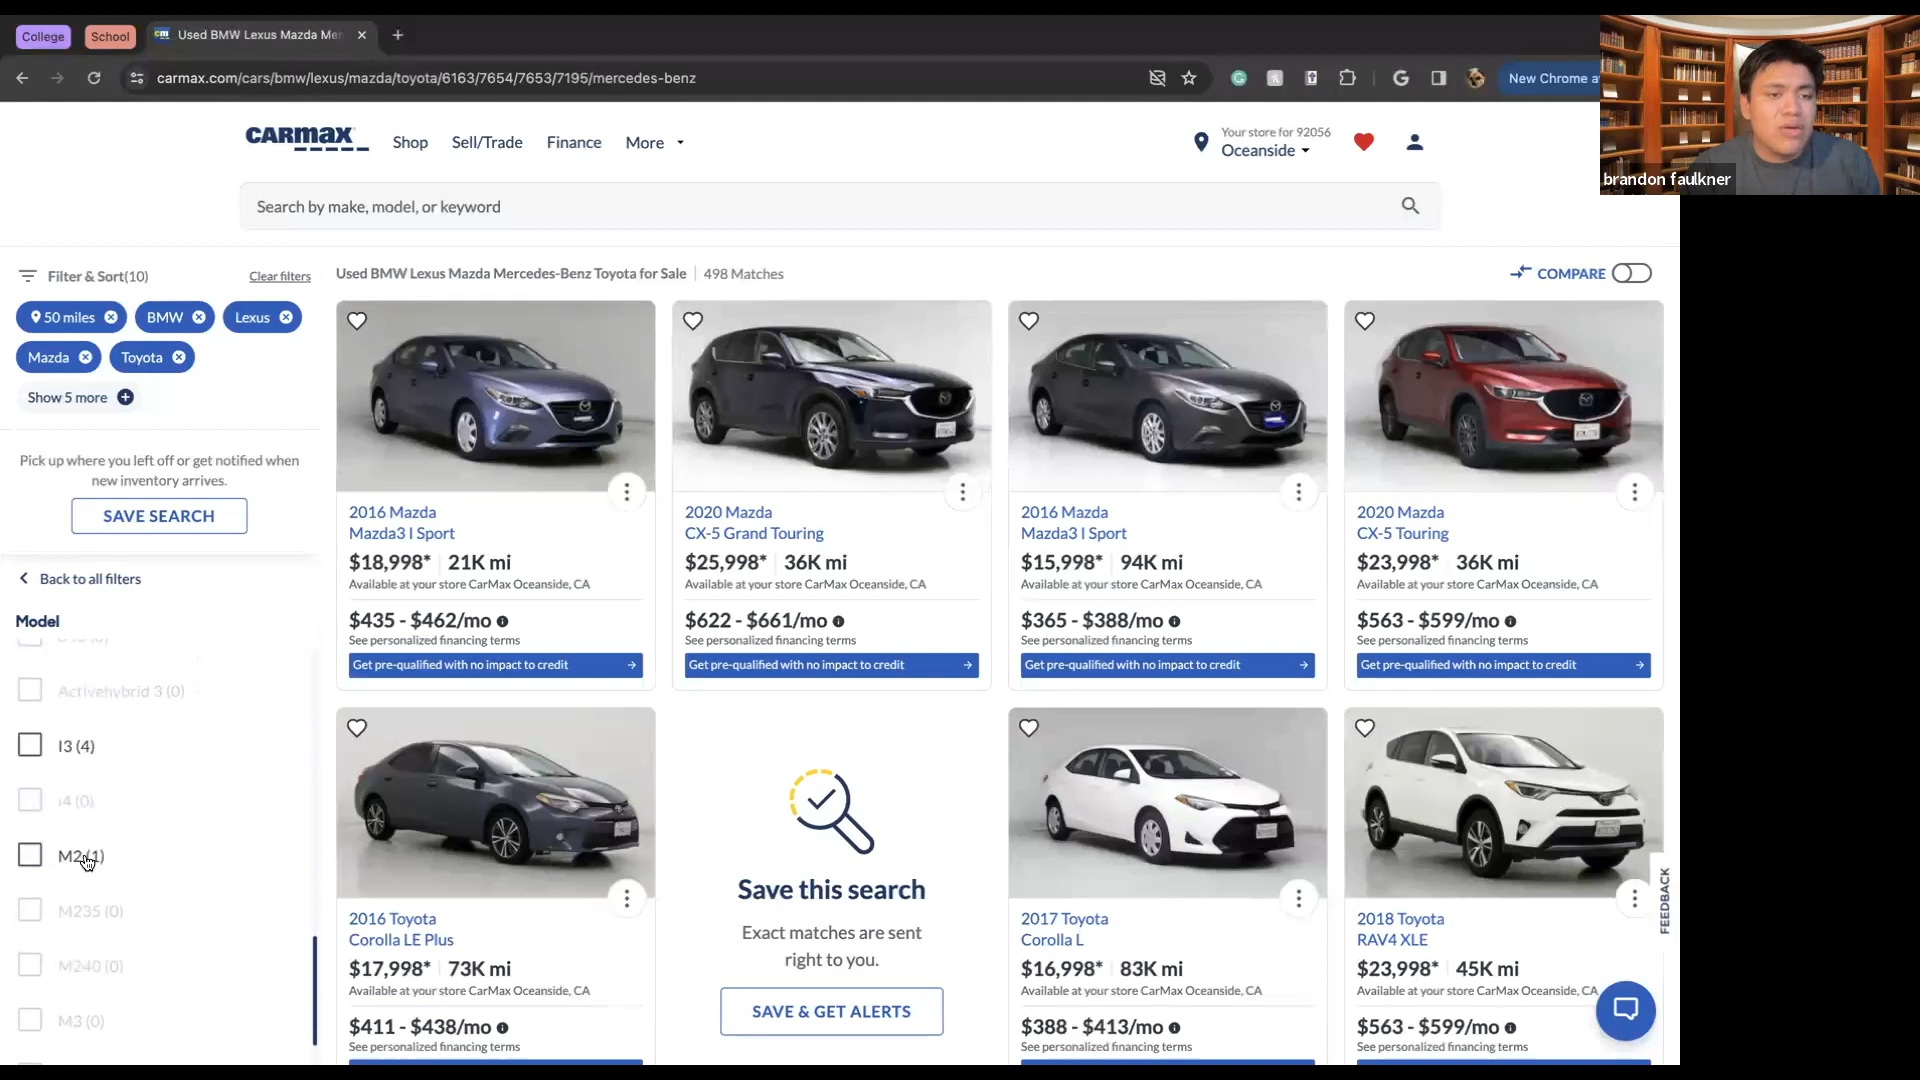 College
School
Used BMW Lexus Mazda Mer
carmax.com/cars/bmw/lexus/mazda/toyota/6163/7654/7653/7195/mercedes-benz
New Chrome a
brandon faulkner
CARMAX
Shop
Sell/Trade
Finance
More
Your store for 92056
Oceanside
Search by make, model, or keyword
Filter & Sort(10)
Clear filters
50 miles
BMW
Lexus
Mazda
Toyota
Show 5 more
Pick up where you left off or get notified when
new inventory arrives.
SAVE SEARCH
Back to all filters
Model
Activehybrid 3 (0)
I3 (4)
i4 (0)
M2 (1)
M235 (0)
M240 (0)
M3 (0)
Used BMW Lexus Mazda Mercedes-Benz Toyota for Sale | 498 Matches
COMPARE
2016 Mazda
Mazda3 I Sport
$18,998* 21K mi
Available at your store CarMax Oceanside, CA
$435 - $462/mo
See personalized financing terms
Get pre-qualified with no impact to credit
2020 Mazda
CX-5 Grand Touring
$25,998* 36K mi
Available at your store CarMax Oceanside, CA
$622 - $661/mo
See personalized financing terms
Get pre-qualified with no impact to credit
2016 Mazda
Mazda3 I Sport
$15,998* 94K mi
Available at your store CarMax Oceanside, CA
$365 - $388/mo
See personalized financing terms
Get pre-qualified with no impact to credit
2020 Mazda
CX-5 Touring
$23,998* 36K mi
Available at your store CarMax Oceanside, CA
$563 - $599/mo
See personalized financing terms
Get pre-qualified with no impact to credit
2016 Toyota
Corolla LE Plus
$17,998* 73K mi
Available at your store CarMax Oceanside, CA
$411 - $438/mo
See personalized financing terms
Save this search
Exact matches are sent
right to you.
SAVE & GET ALERTS
2017 Toyota
Corolla L
$16,998* 83K mi
Available at your store CarMax Oceanside, CA
$388 - $413/mo
See personalized financing terms
2018 Toyota
RAV4 XLE
$23,998* 45K mi
Available at your store CarMax Oceanside, CA
$563 - $599/mo
See personalized financing terms
FEEDBACK